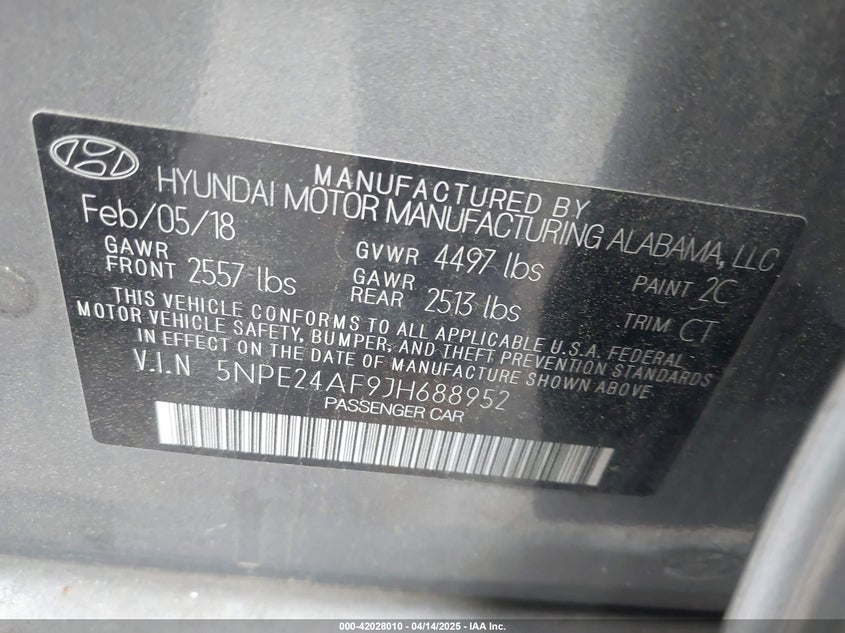 MANUFACTURED BY
HYUNDAI MOTOR MANUFACTURING ALABAMA, LLC
Feb/05/18
GAWR FRONT 2557 lbs
GVWR 4497 lbs
GAWR REAR 2513 lbs
PAINT 2C
TRIM CT
THIS VEHICLE CONFORMS TO ALL APPLICABLE U.S.A. FEDERAL
MOTOR VEHICLE SAFETY, BUMPER, AND THEFT PREVENTION STANDARDS
IN EFFECT ON THE DATE OF MANUFACTURE SHOWN ABOVE
V.I.N 5NPE24AF9JH688952
PASSENGER CAR
000-42028010 - 04/14/2025 - IAA Inc.